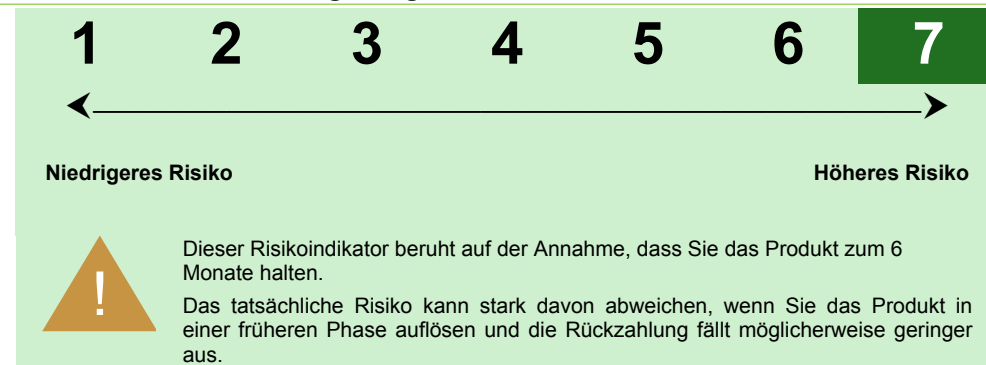 1 2 3 4 5 6 7
Niedrigeres Risiko Höheres Risiko
!
Dieser Risikoindikator beruht auf der Annahme, dass Sie das Produkt zum 6
Monate halten.
Das tatsächliche Risiko kann stark davon abweichen, wenn Sie das Produkt in
einer früheren Phase auflösen und die Rückzahlung fällt möglicherweise geringer
aus.